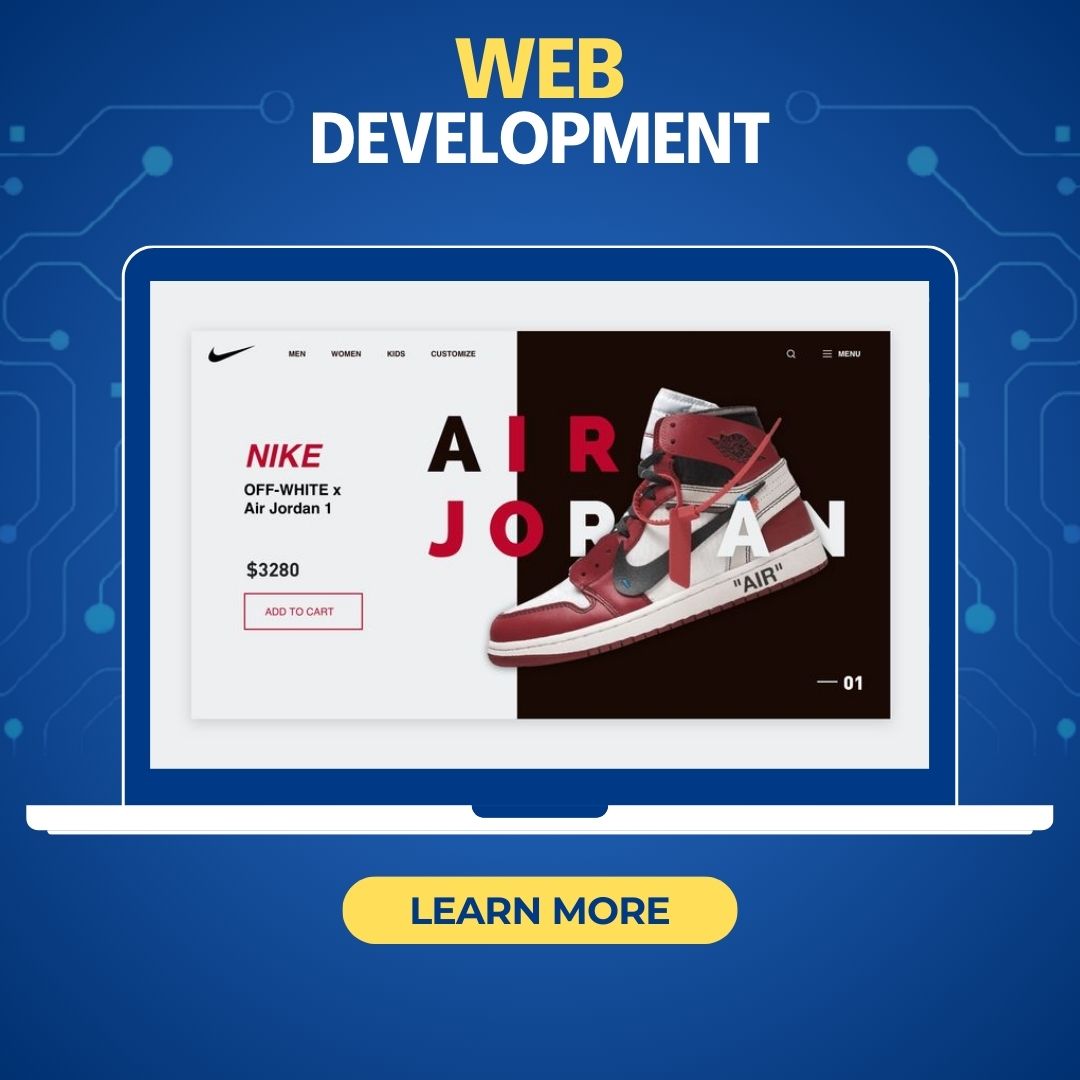 WEB
DEVELOPMENT
MEN WOMEN KIDS CUSTOMIZE
MENU
AIR
NIKE
OFF-WHITE x
Air Jordan 1
JORDAN
"AIR"
$3280
ADD TO CART
01
LEARN MORE